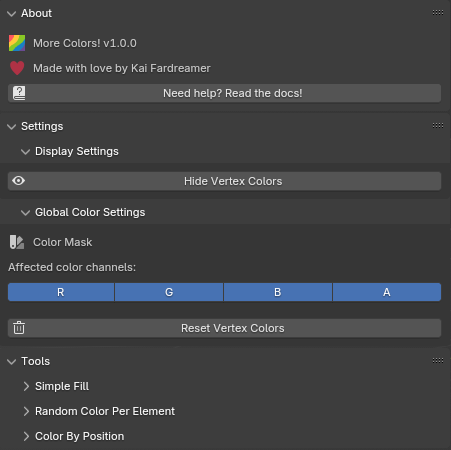 About
More Colors! v1.0.0
Made with love by Kai Fardreamer
Need help? Read the docs!
Settings
Display Settings
Hide Vertex Colors
Global Color Settings
Color Mask
Affected color channels:
R G B A
Reset Vertex Colors
Tools
Simple Fill
Random Color Per Element
Color By Position